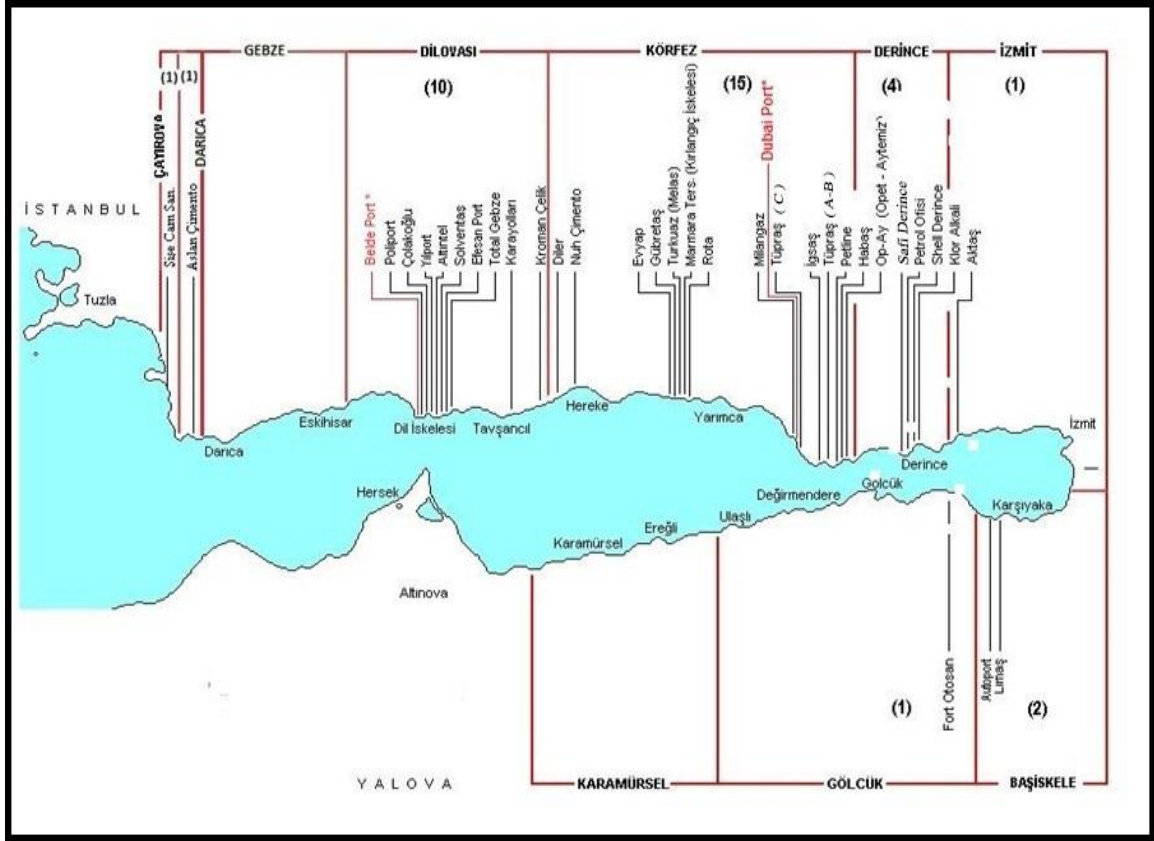 GEBZE
DİLOVASI
KÖRFEZ
DERİNCE
İZMİT
(1)
(1)
(10)
(15)
(4)
(1)
ÇAYIROVA
DARICA
Şişe Cam San.
Aslan Çimento
Belde Port *
Poliport
Çolakoğlu
Yılport
Altıntel
Solventaş
Efesan Port
Total Gebze
Karayolları
Kroman Çelik
Diler
Nuh Çimento
Evyap
Gübretaş
Turkuaz (Melas)
Marmara Ters. (Kırlangıç İskelesi)
Rota
Milangaz
Dubai Port*
Tüpraş (C)
İgsaş
Tüpraş (A-B)
Petline
Habaş
Op-Ay (Opet - Aytemiz)
Safi Derince
Petrol Ofisi
Shell Derince
Klor Alkali
Aktaş
İSTANBUL
Tuzla
Darıca
Eskihisar
Dil İskelesi
Tavşancıl
Hereke
Yarımca
Derince
İzmit
Hersek
Altınova
Karamürsel
Ereğli
Ulaşlı
Değirmendere
Golcük
Karşıyaka
Fort Otosan
Autoport
Limaş
(1)
(2)
YALOVA
KARAMÜRSEL
GÖLCÜK
BAŞİSKELE